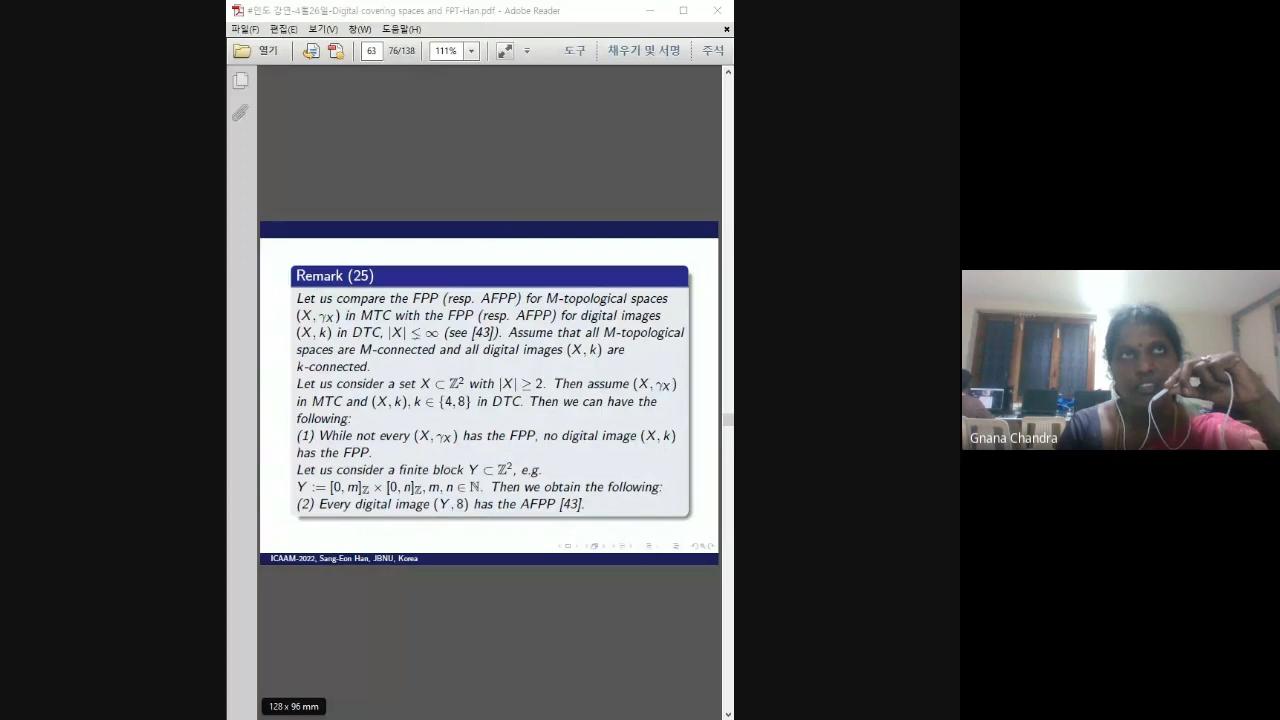 #인도 강연-4월26일-Digital covering spaces and FPT-Han.pdf - Adobe Reader
파일(F) 편집(E) 보기(V) 창(W) 도움말(H)
열기 63 76/138 111% 도구 채우기 및 서명 주석
Remark (25)
Let us compare the FPP (resp. AFPP) for M-topological spaces
(X, γX) in MTC with the FPP (resp. AFPP) for digital images
(X, k) in DTC, |X| ≨ ∞ (see [43]). Assume that all M-topological
spaces are M-connected and all digital images (X, k) are
k-connected.
Let us consider a set X ⊂ ℤ² with |X| ≥ 2. Then assume (X, γX)
in MTC and (X, k), k ∈ {4, 8} in DTC. Then we can have the
following:
(1) While not every (X, γX) has the FPP, no digital image (X, k)
has the FPP.
Let us consider a finite block Y ⊂ ℤ², e.g.
Y := [0, m]ℤ × [0, n]ℤ, m, n ∈ ℕ. Then we obtain the following:
(2) Every digital image (Y, 8) has the AFPP [43].
ICAAM-2022, Sang-Eon Han, JBNU, Korea
128 x 96 mm
Gnana Chandra